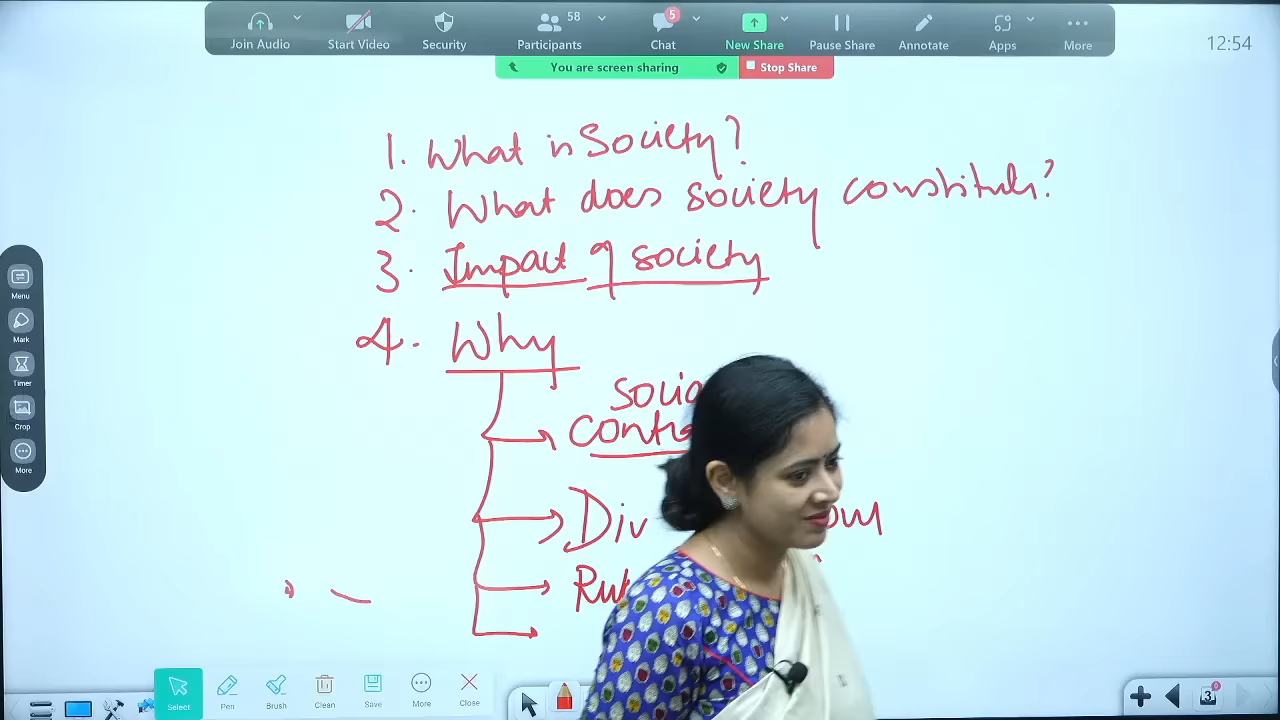 58
5
Join Audio
Start Video
Security
Participants
Chat
New Share
Pause Share
Annotate
Apps
More
12:54
You are screen sharing
Stop Share
1. What is Society?
2. What does society constitute?
3. Impact of society
4. Why
Menu
Mark
Timer
Crop
More
Select
Pen
Brush
Clean
Save
More
Close
3
0